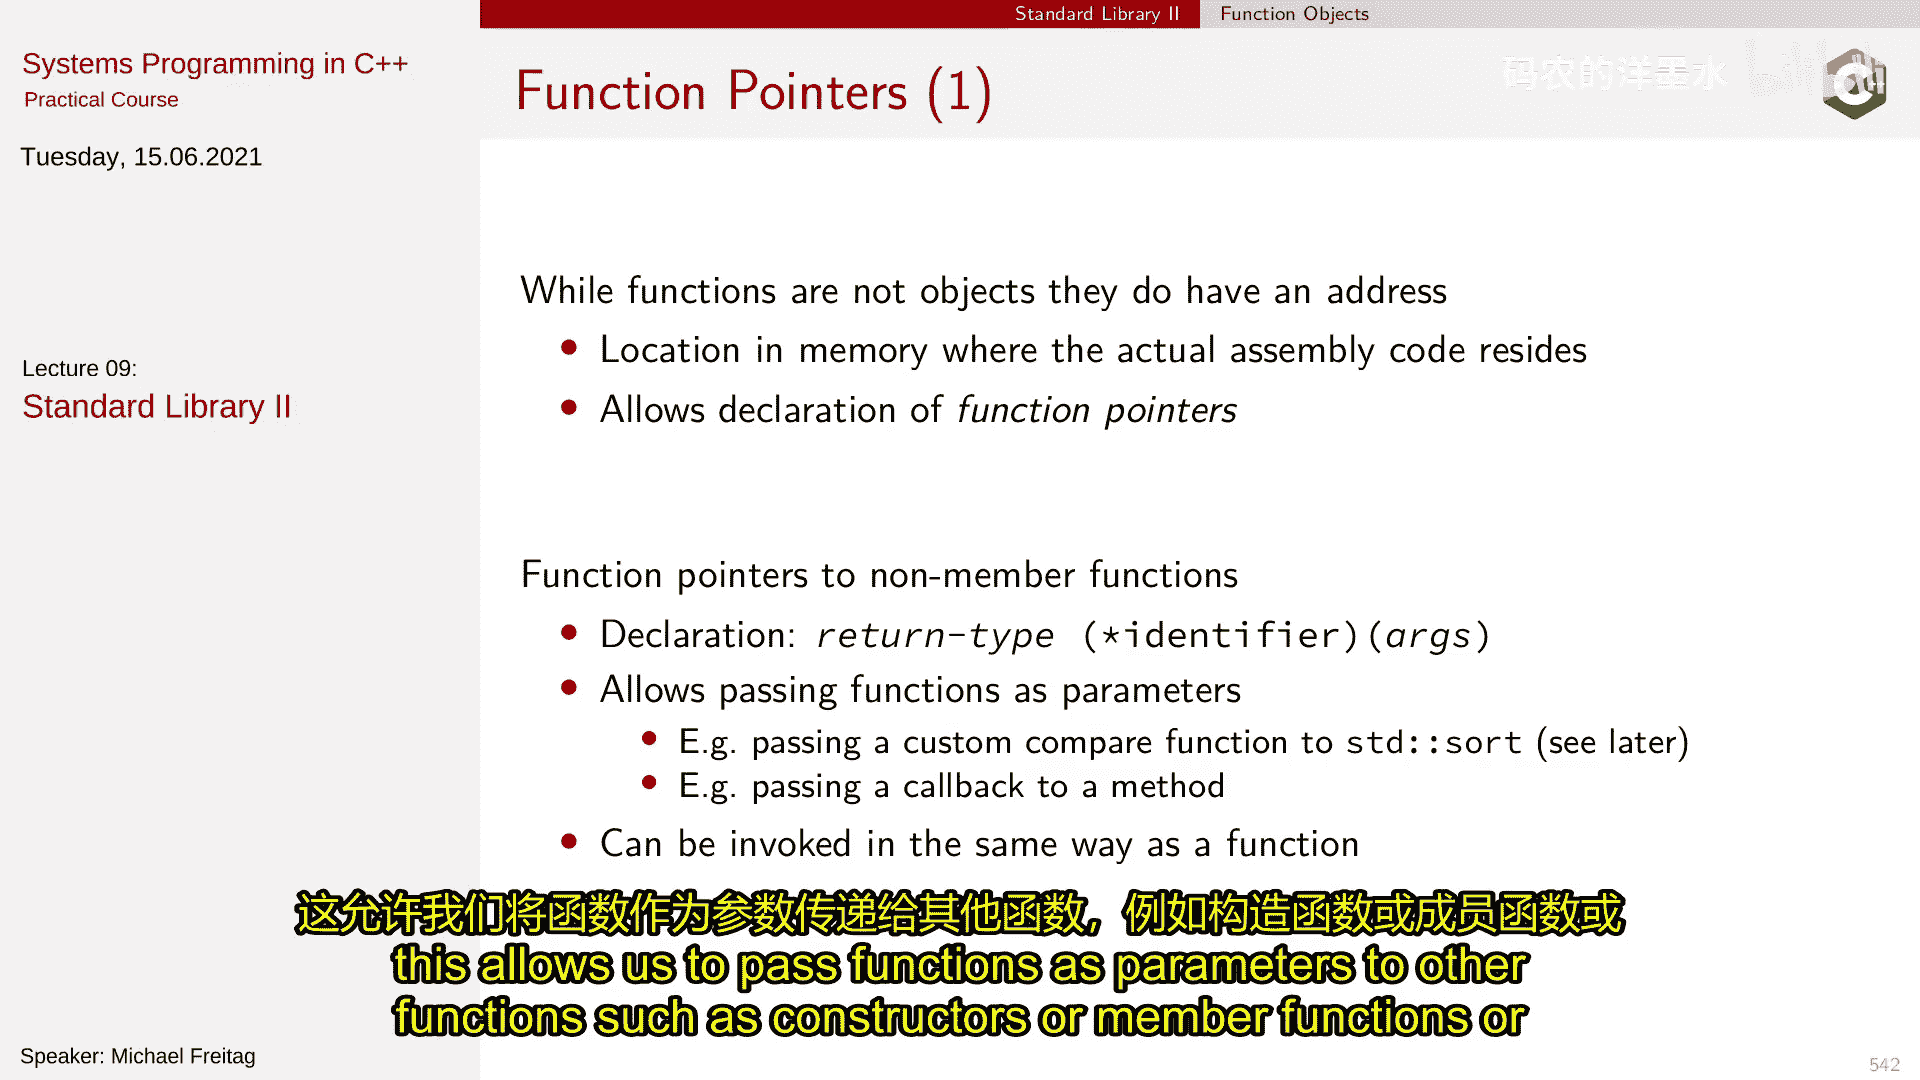 Standard Library II
Function Objects
Systems Programming in C++
Practical Course
Tuesday, 15.06.2021
Lecture 09:
Standard Library II
Function Pointers (1)
码农的洋墨水
While functions are not objects they do have an address
• Location in memory where the actual assembly code resides
• Allows declaration of function pointers
Function pointers to non-member functions
• Declaration: return-type (*identifier)(args)
• Allows passing functions as parameters
• E.g. passing a custom compare function to std::sort (see later)
• E.g. passing a callback to a method
• Can be invoked in the same way as a function
这允许我们将函数作为参数传递给其他函数，例如构造函数或成员函数或
this allows us to pass functions as parameters to other
functions such as constructors or member functions or
Speaker: Michael Freitag
542